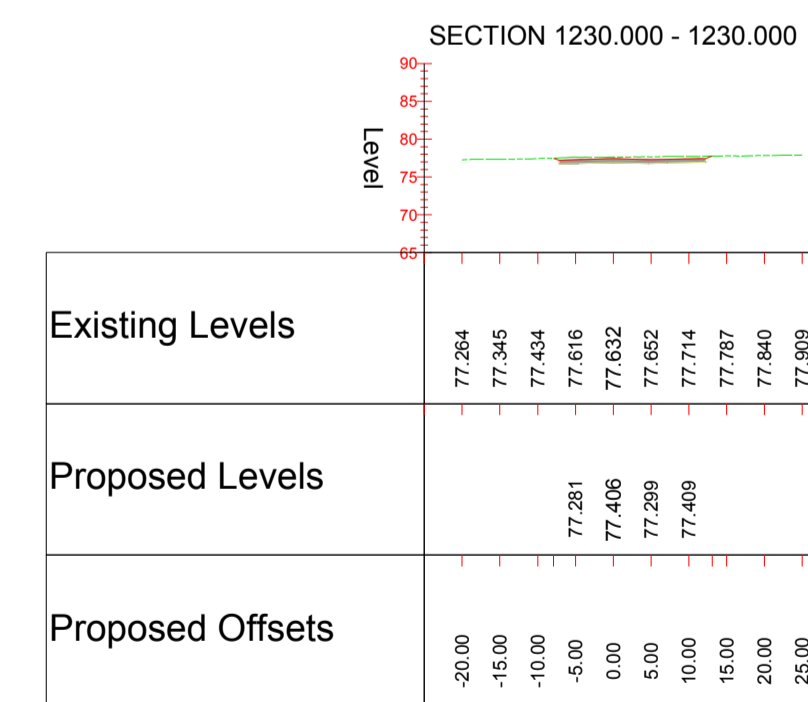 SECTION 1230.000 - 1230.000
90
85
80
75
70
65
Level
Existing Levels
77.264 77.345 77.434 77.616 77.632 77.652 77.714 77.787 77.840 77.909
Proposed Levels
77.281 77.406 77.299 77.409
Proposed Offsets
-20.00 -15.00 -10.00 -5.00 0.00 5.00 10.00 15.00 20.00 25.00